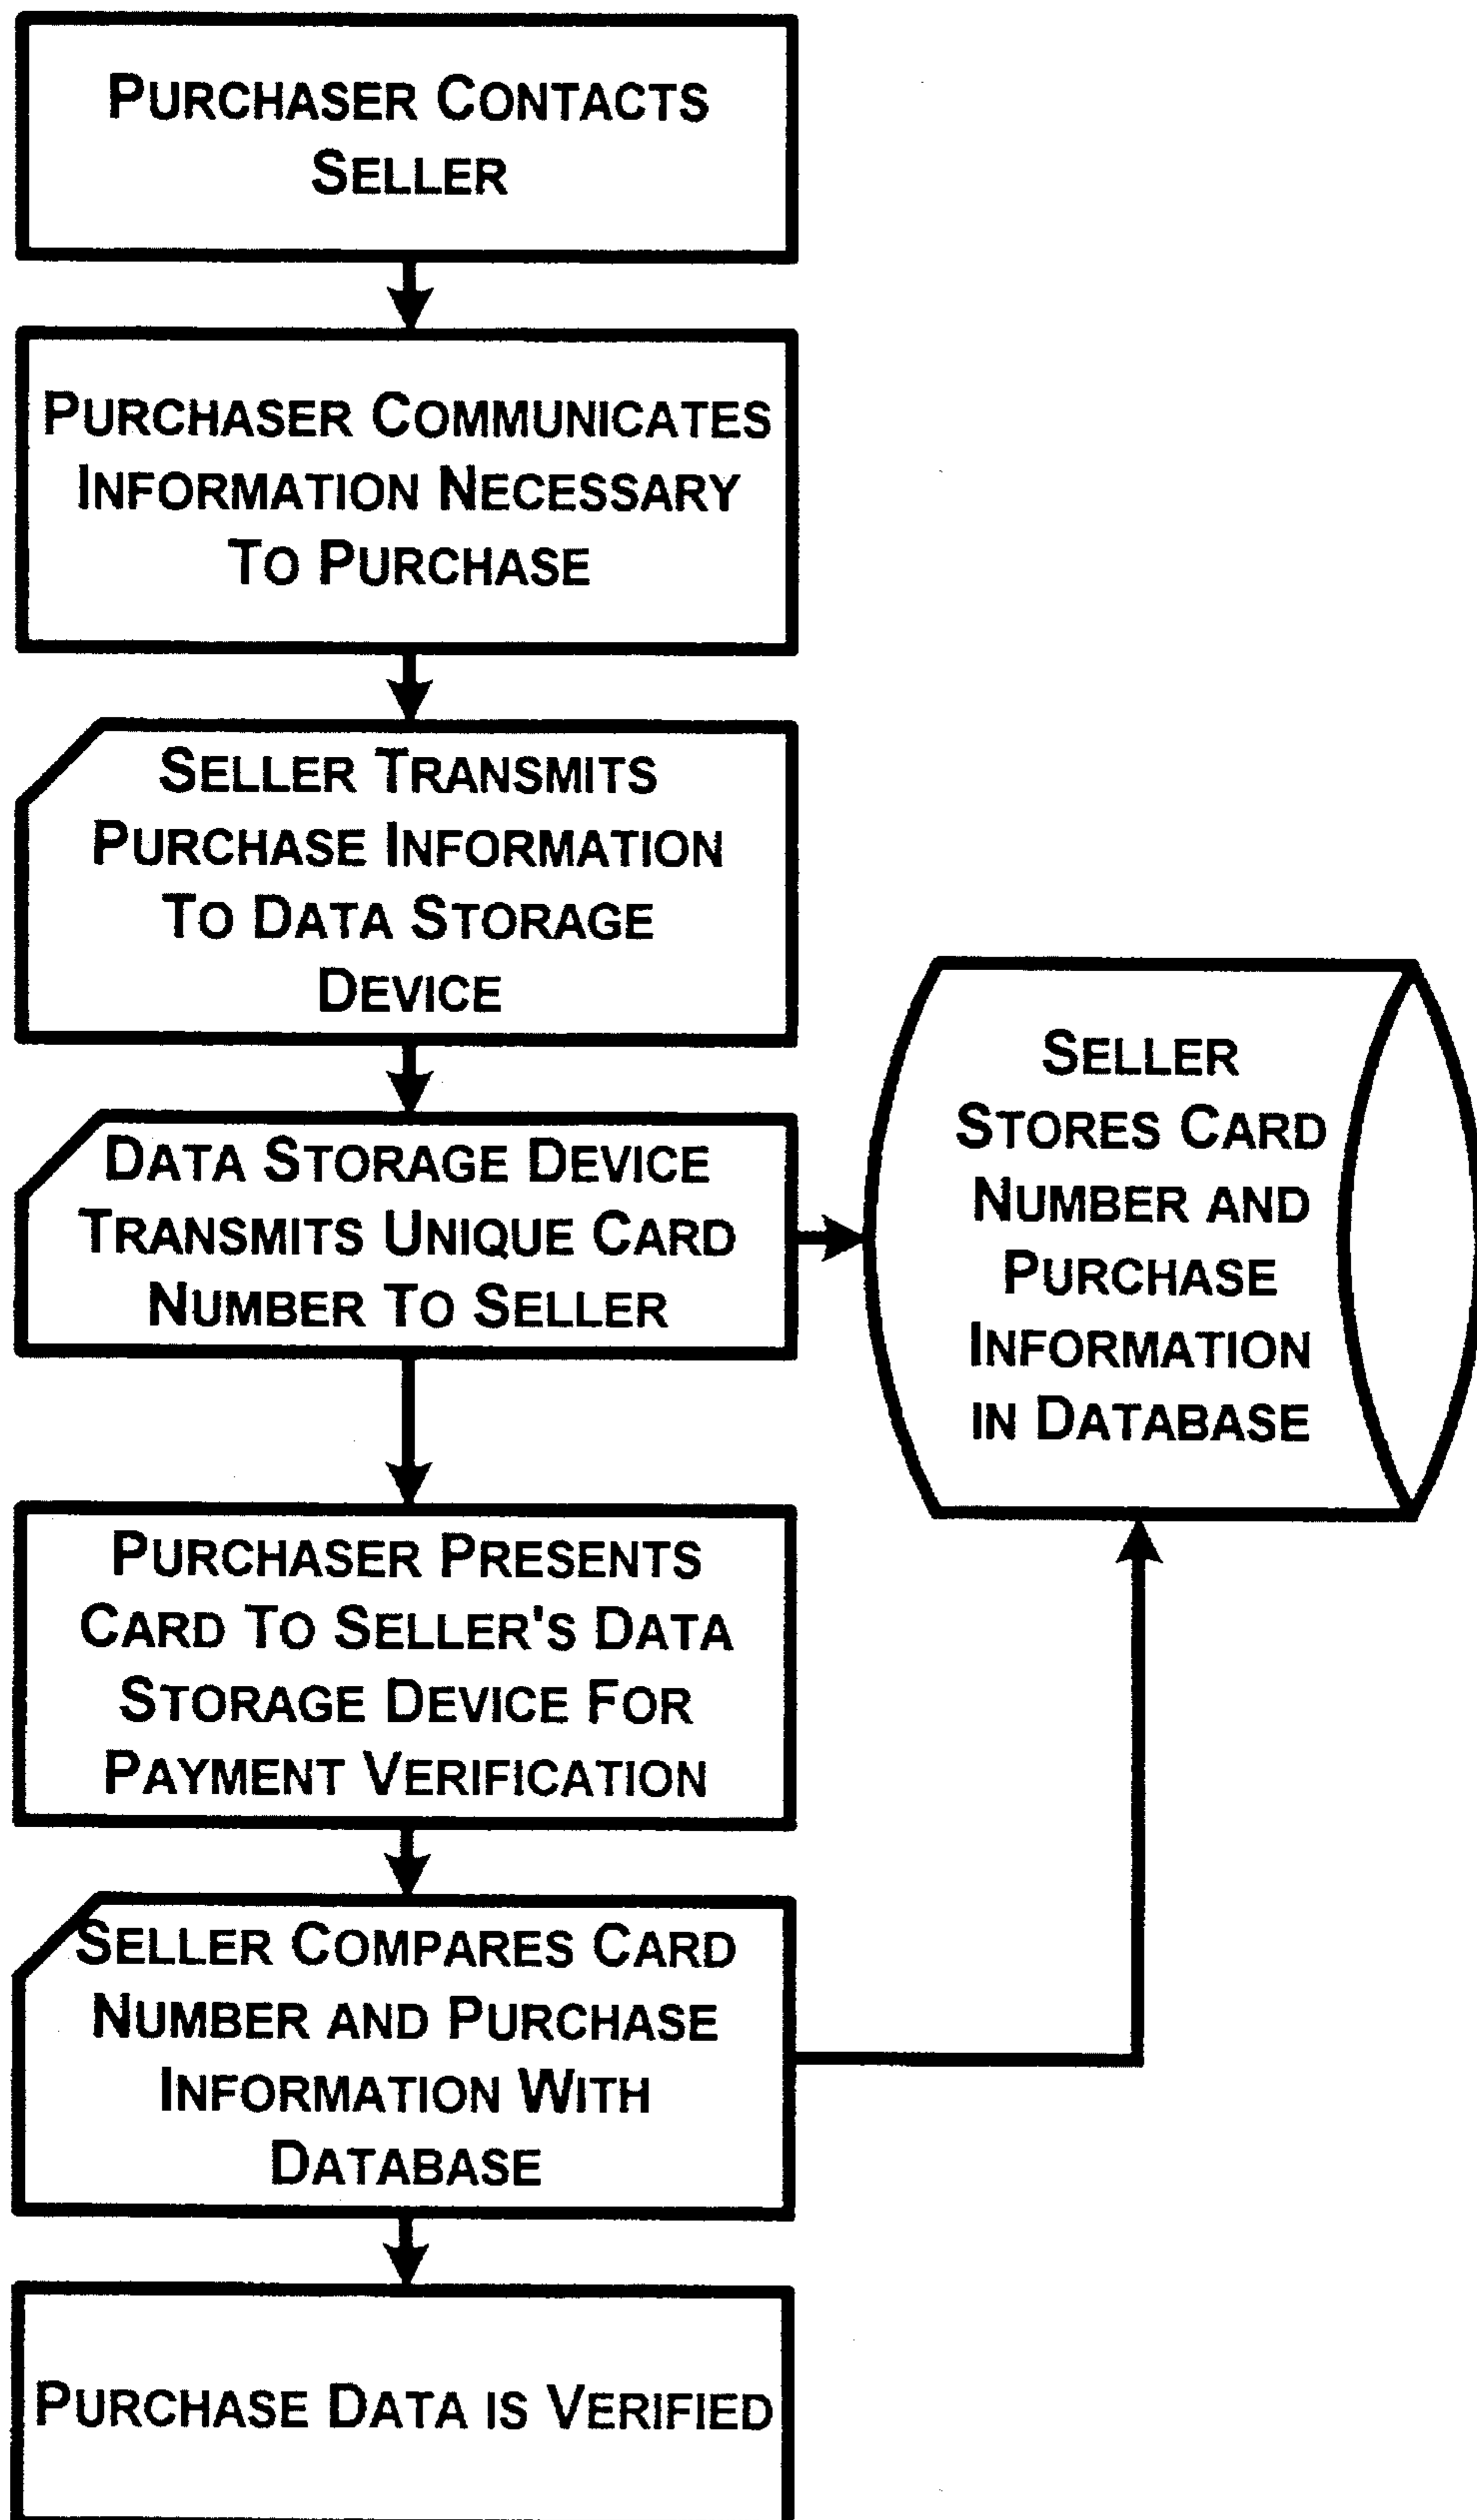 PURCHASER CONTACTS
SELLER
PURCHASER COMMUNICATES
INFORMATION NECESSARY
TO PURCHASE
SELLER TRANSMITS
PURCHASE INFORMATION
TO DATA STORAGE
DEVICE
DATA STORAGE DEVICE
TRANSMITS UNIQUE CARD
NUMBER TO SELLER
SELLER
STORES CARD
NUMBER AND
PURCHASE
INFORMATION
IN DATABASE
PURCHASER PRESENTS
CARD TO SELLER'S DATA
STORAGE DEVICE FOR
PAYMENT VERIFICATION
SELLER COMPARES CARD
NUMBER AND PURCHASE
INFORMATION WITH
DATABASE
PURCHASE DATA IS VERIFIED